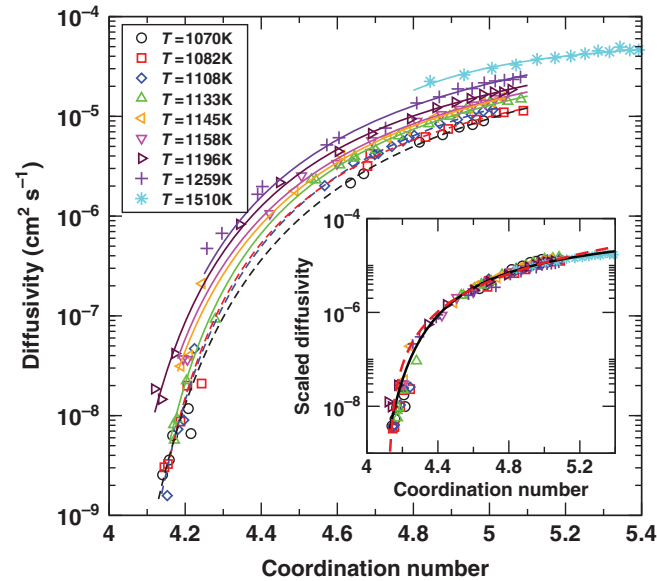 10⁻⁴
10⁻⁵
10⁻⁶
10⁻⁷
10⁻⁸
10⁻⁹
Diffusivity (cm² s⁻¹)
T=1070K
T=1082K
T=1108K
T=1133K
T=1145K
T=1158K
T=1196K
T=1259K
T=1510K
10⁻⁴
10⁻⁶
10⁻⁸
Scaled diffusivity
4 4.4 4.8 5.2
Coordination number
4 4.2 4.4 4.6 4.8 5 5.2 5.4
Coordination number